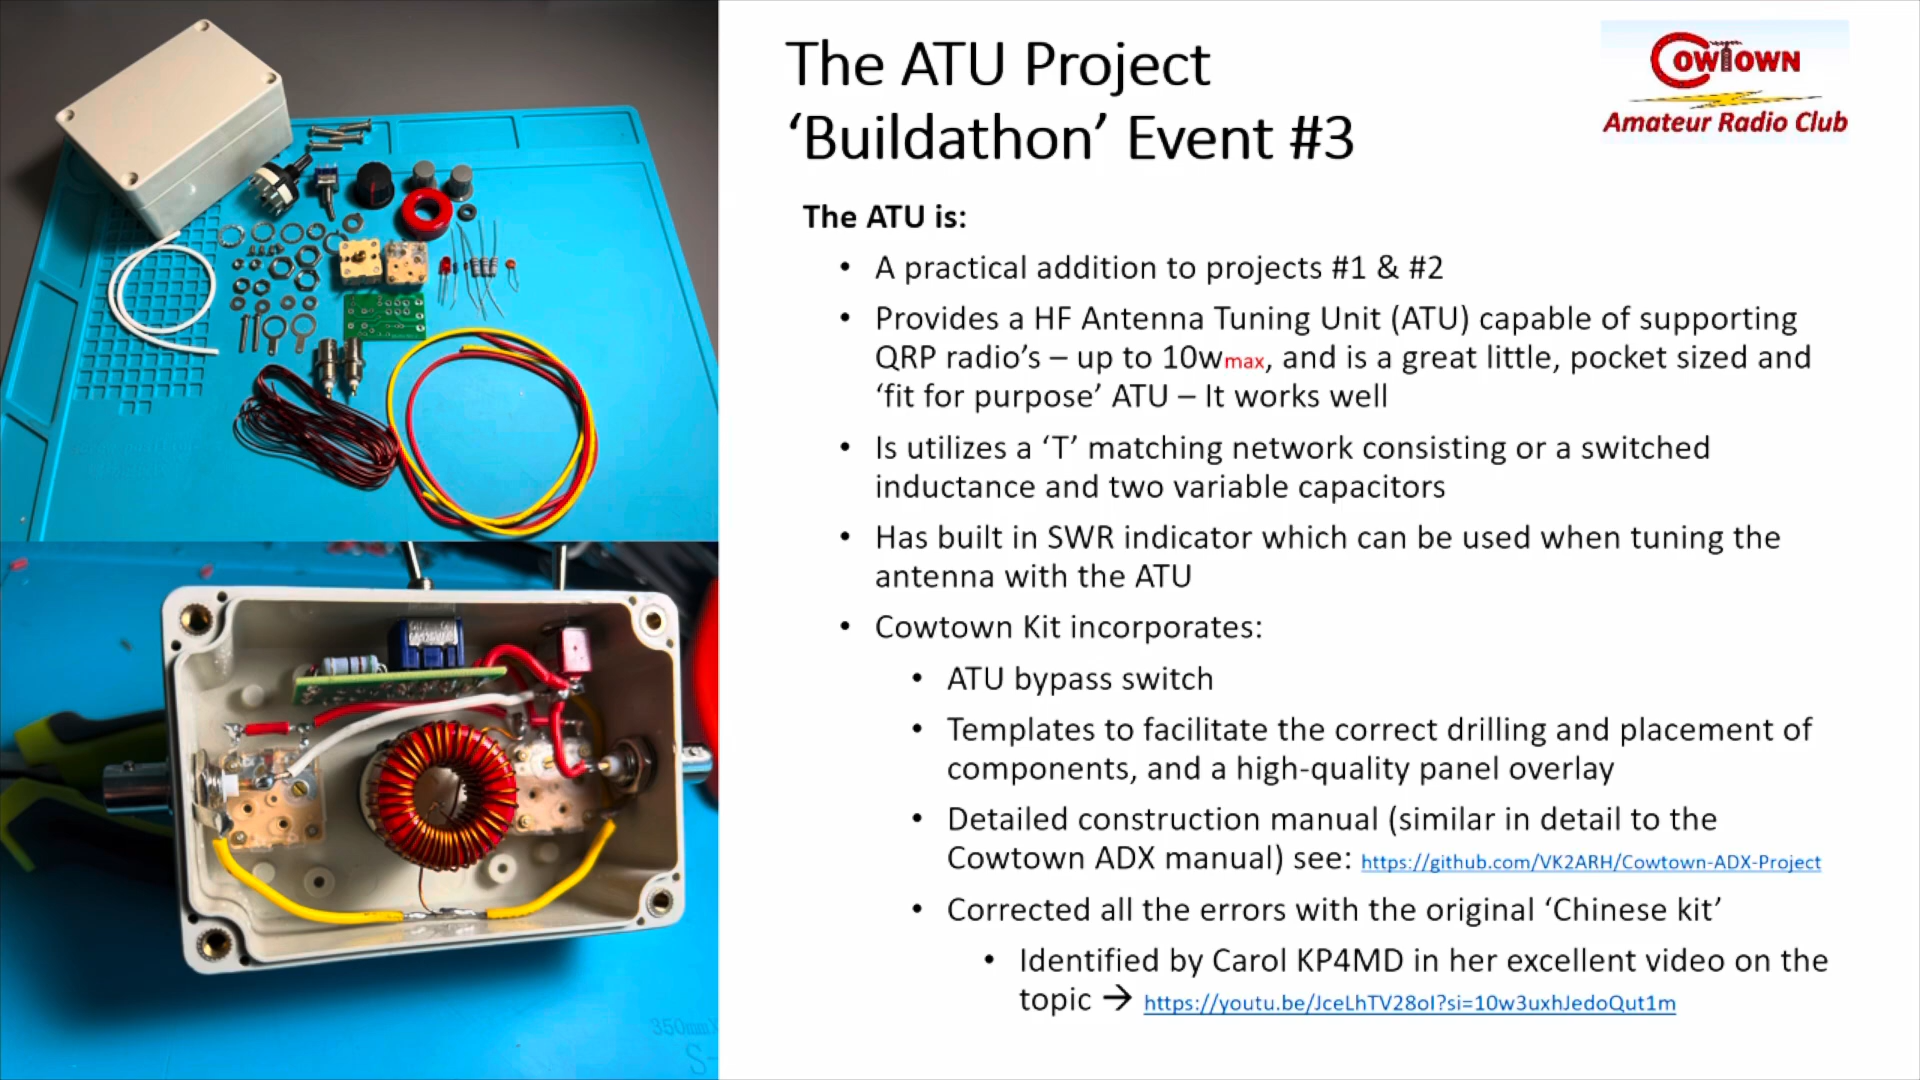 The ATU Project
‘Buildathon’ Event #3
COWTOWN
Amateur Radio Club
The ATU is:
• A practical addition to projects #1 & #2
• Provides a HF Antenna Tuning Unit (ATU) capable of supporting
QRP radio’s – up to 10wmax, and is a great little, pocket sized and
‘fit for purpose’ ATU – It works well
• Is utilizes a ‘T’ matching network consisting or a switched
inductance and two variable capacitors
• Has built in SWR indicator which can be used when tuning the
antenna with the ATU
• Cowtown Kit incorporates:
• ATU bypass switch
• Templates to facilitate the correct drilling and placement of
components, and a high-quality panel overlay
• Detailed construction manual (similar in detail to the
Cowtown ADX manual) see: https://github.com/VK2ARH/Cowtown-ADX-Project
• Corrected all the errors with the original ‘Chinese kit’
• Identified by Carol KP4MD in her excellent video on the
topic → https://youtu.be/JceLhTV28oI?si=10w3uxhJedoQut1m
350mm
S-